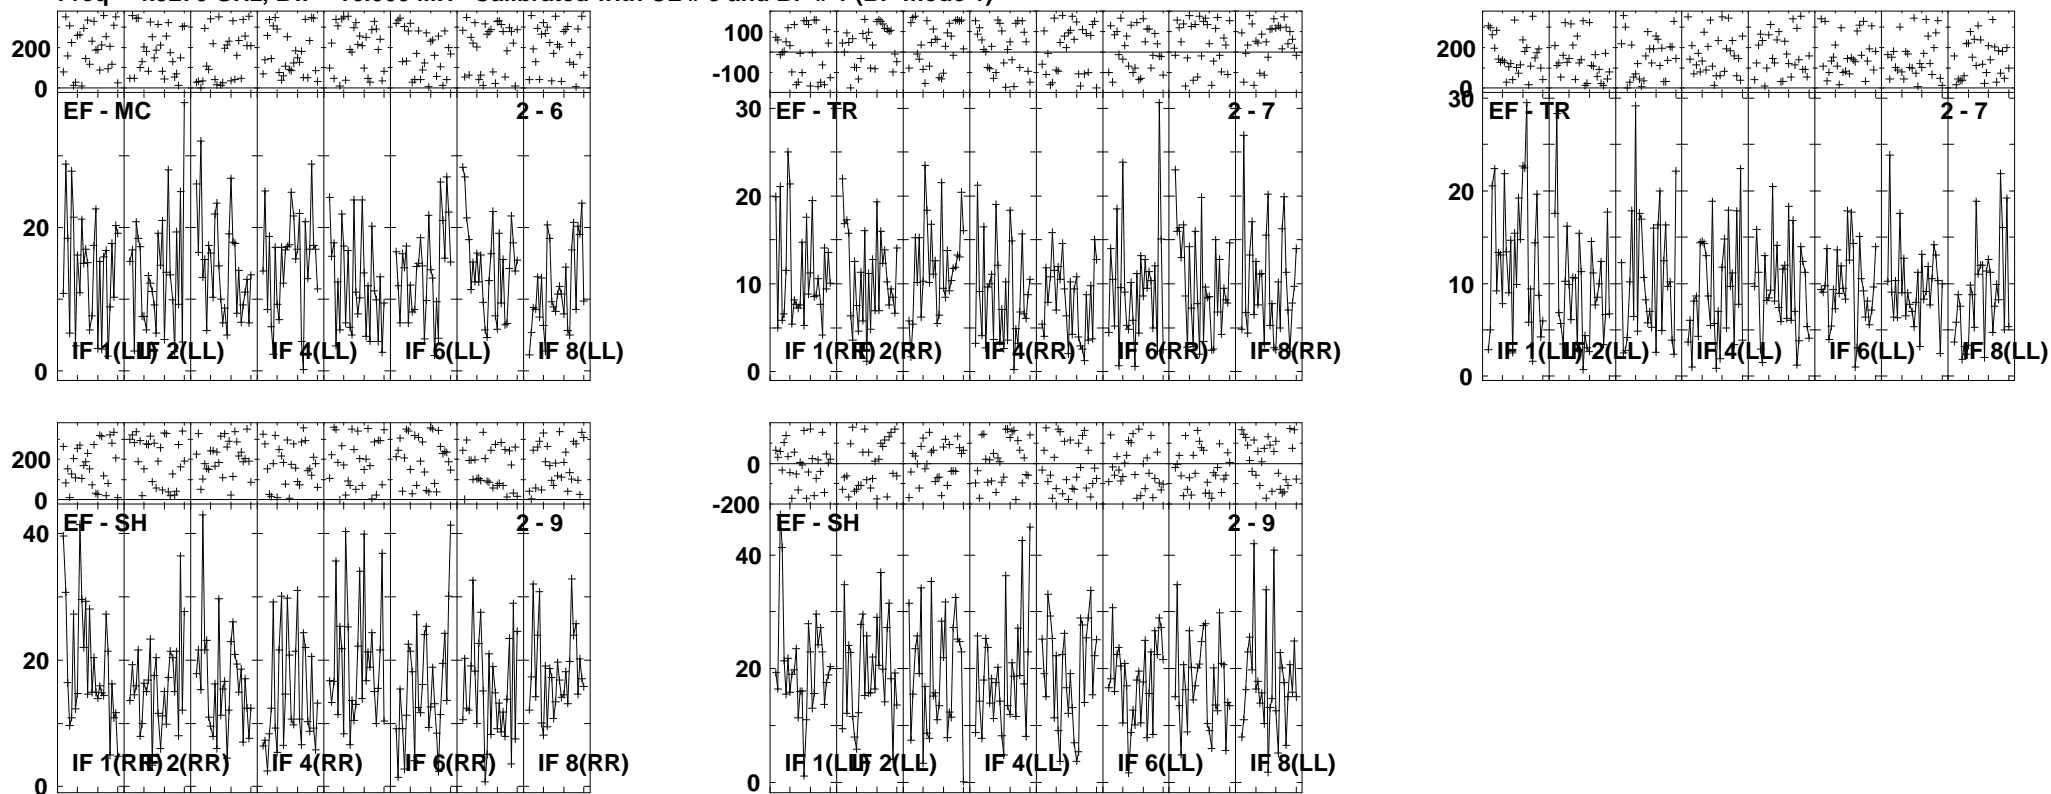 200
0
EF - MC
2 - 6
20
0
IF 1(LL)
IF 2(LL)
IF 4(LL)
IF 6(LL)
IF 8(LL)
100
-100
30
EF - TR
2 - 7
20
10
0
IF 1(RR)
IF 2(RR)
IF 4(RR)
IF 6(RR)
IF 8(RR)
200
0
30
EF - TR
2 - 7
20
10
0
IF 1(LL)
IF 2(LL)
IF 4(LL)
IF 6(LL)
IF 8(LL)
200
0
EF - SH
2 - 9
40
20
0
IF 1(RR)
IF 2(RR)
IF 4(RR)
IF 6(RR)
IF 8(RR)
0
-200
EF - SH
2 - 9
40
20
0
IF 1(LL)
IF 2(LL)
IF 4(LL)
IF 6(LL)
IF 8(LL)